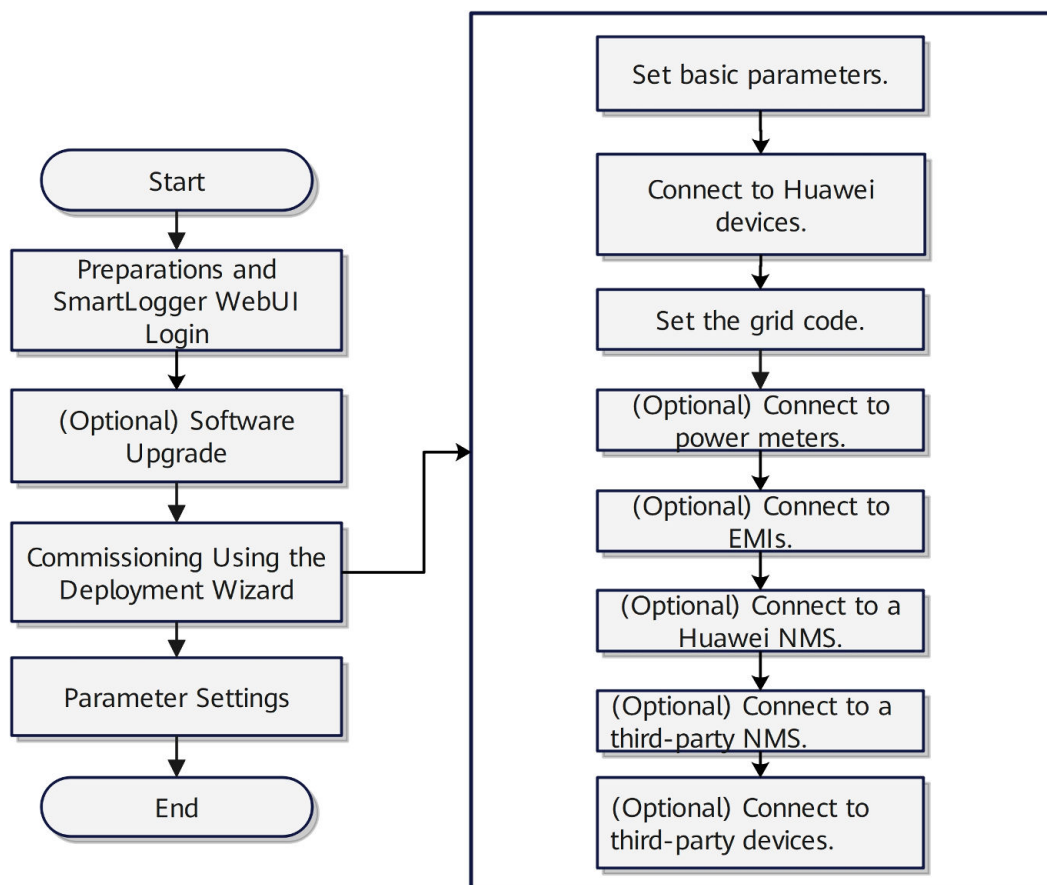 Start
Preparations and
SmartLogger WebUI
Login
(Optional) Software
Upgrade
Commissioning Using the
Deployment Wizard
Parameter Settings
End
Set basic parameters.
Connect to Huawei
devices.
Set the grid code.
(Optional) Connect to
power meters.
(Optional) Connect to
EMIs.
(Optional) Connect to a
Huawei NMS.
(Optional) Connect to a
third-party NMS.
(Optional) Connect to
third-party devices.